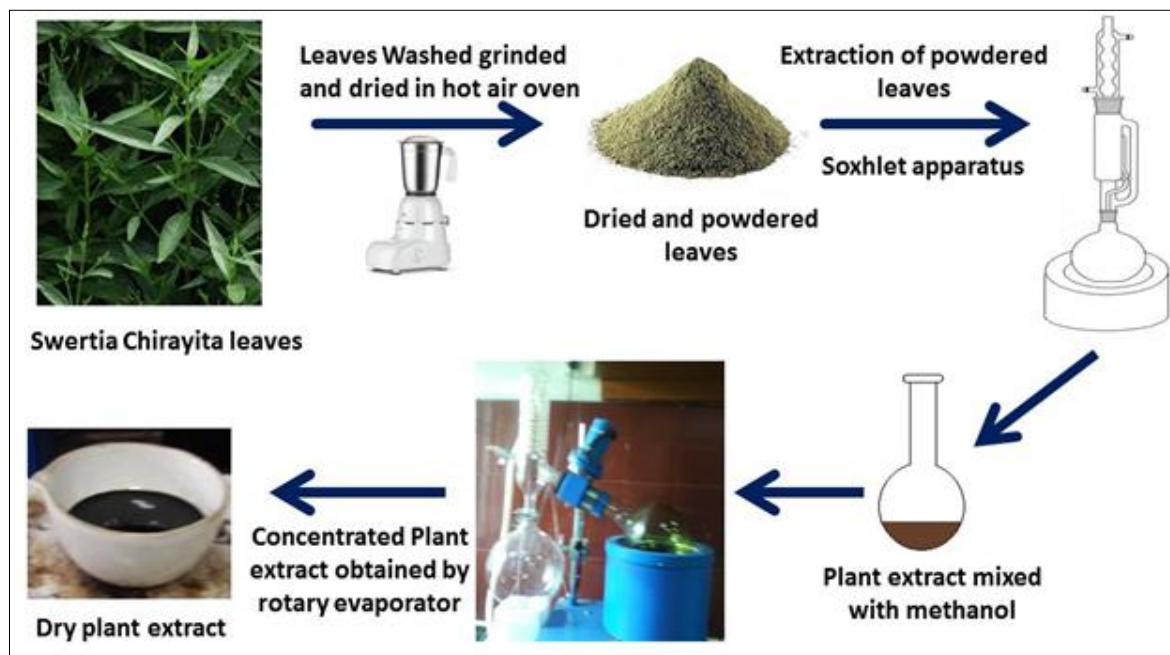 Leaves Washed grinded
and dried in hot air oven
Extraction of powdered
leaves
Soxhlet apparatus
Dried and powdered
leaves
Swertia Chirayita leaves
Plant extract mixed
with methanol
Concentrated Plant
extract obtained by
rotary evaporator
Dry plant extract